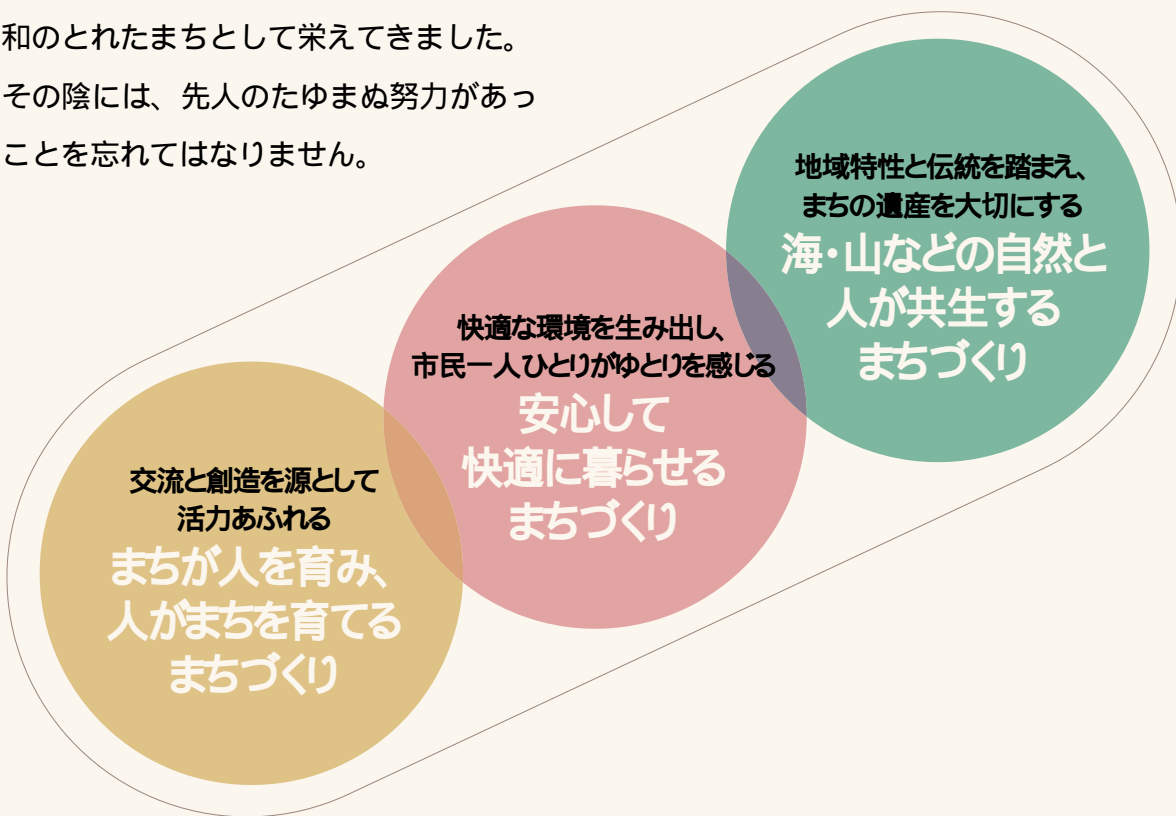 和のとれたまちとして栄えてきました。
その陰には、先人のたゆまぬ努力があっ
ことを忘れてはなりません。
地域特性と伝統を踏まえ、
まちの遺産を大切にする
海・山などの自然と
人が共生する
まちづくり
快適な環境を生み出し、
市民一人ひとりがゆとりを感じる
安心して
快適に暮らせる
まちづくり
交流と創造を源として
活力あふれる
まちが人を育み、
人がまちを育てる
まちづくり